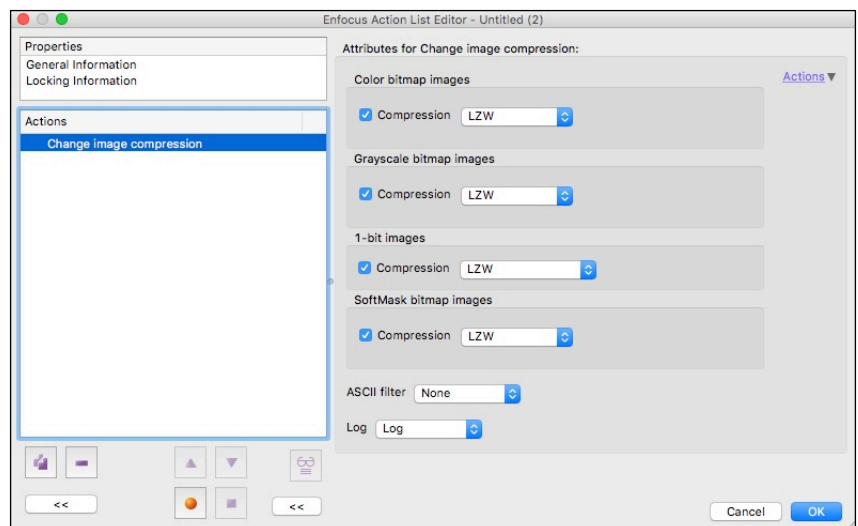 Enfocus Action List Editor - Untitled (2)
Properties
General Information
Locking Information
Actions
Change image compression
<<
<<
Attributes for Change image compression:
Actions▼
Color bitmap images
Compression LZW
Grayscale bitmap images
Compression LZW
1-bit images
Compression LZW
SoftMask bitmap images
Compression LZW
ASCII filter None
Log Log
Cancel OK